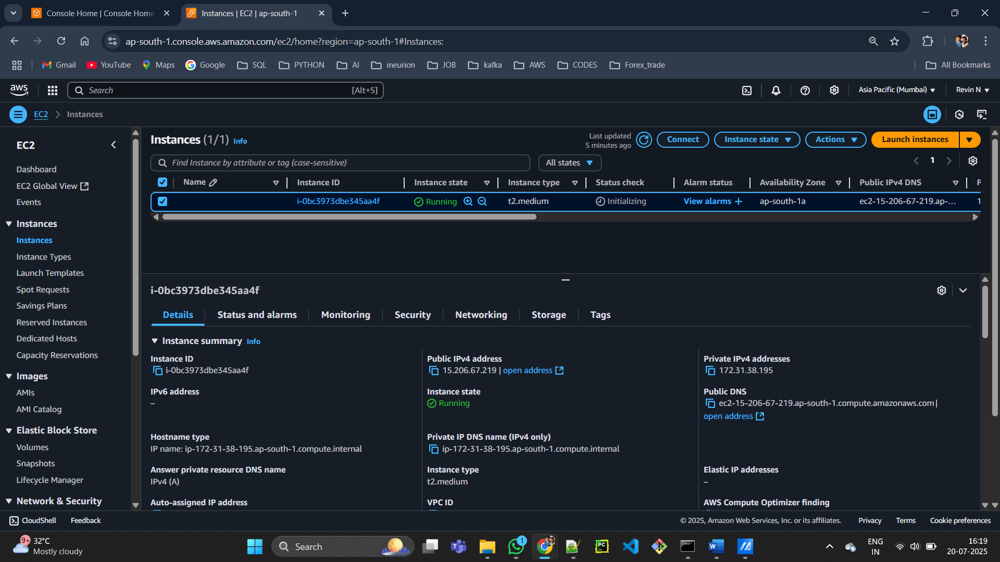 Console Home | Console Home
Instances | EC2 | ap-south-1
ap-south-1.console.aws.amazon.com/ec2/home?region=ap-south-1#Instances:
Gmail YouTube Maps Google SQL PYTHON AI ineurion JOB kafka AWS CODES Forex_trade All Bookmarks
aws Search [Alt+S] Asia Pacific (Mumbai) Revin N
EC2 Instances
EC2
Dashboard
EC2 Global View
Events
Instances
Instances
Instance Types
Launch Templates
Spot Requests
Savings Plans
Reserved Instances
Dedicated Hosts
Capacity Reservations
Images
AMIs
AMI Catalog
Elastic Block Store
Volumes
Snapshots
Lifecycle Manager
Network & Security
Instances (1/1) Info
Last updated
5 minutes ago
Connect Instance state Actions Launch instances
Find Instance by attribute or tag (case-sensitive) All states 1
Name Instance ID Instance state Instance type Status check Alarm status Availability Zone Public IPv4 DNS P
i-0bc3973dbe345aa4f Running t2.medium Initializing View alarms + ap-south-1a ec2-15-206-67-219.ap-... 1
i-0bc3973dbe345aa4f
Details Status and alarms Monitoring Security Networking Storage Tags
Instance summary Info
Instance ID
i-0bc3973dbe345aa4f
Public IPv4 address
15.206.67.219 | open address
Private IPv4 addresses
172.31.38.195
IPv6 address
–
Instance state
Running
Public DNS
ec2-15-206-67-219.ap-south-1.compute.amazonaws.com |
open address
Hostname type
IP name: ip-172-31-38-195.ap-south-1.compute.internal
Private IP DNS name (IPv4 only)
ip-172-31-38-195.ap-south-1.compute.internal
Answer private resource DNS name
IPv4 (A)
Instance type
t2.medium
Elastic IP addresses
–
Auto-assigned IP address
VPC ID
AWS Compute Optimizer finding
CloudShell Feedback © 2025, Amazon Web Services, Inc. or its affiliates. Privacy Terms Cookie preferences
9+
32°C
Mostly cloudy
Search
1
PC
ENG
IN
16:19
20-07-2025